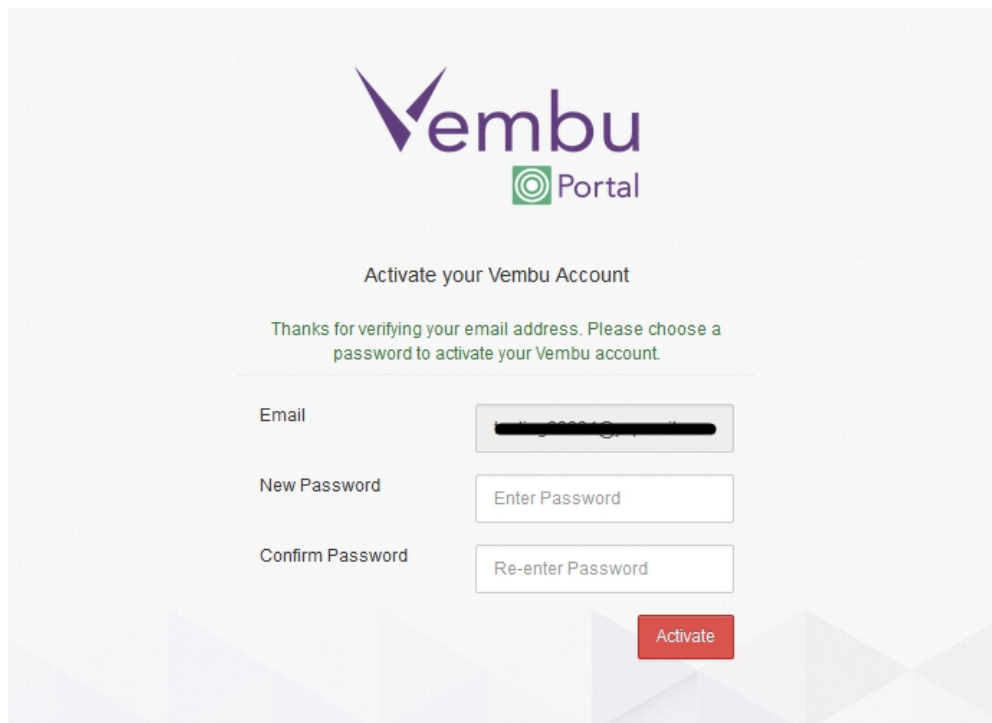 Vembu
Portal
Activate your Vembu Account
Thanks for verifying your email address. Please choose a
password to activate your Vembu account.
Email
New Password
Enter Password
Confirm Password
Re-enter Password
Activate